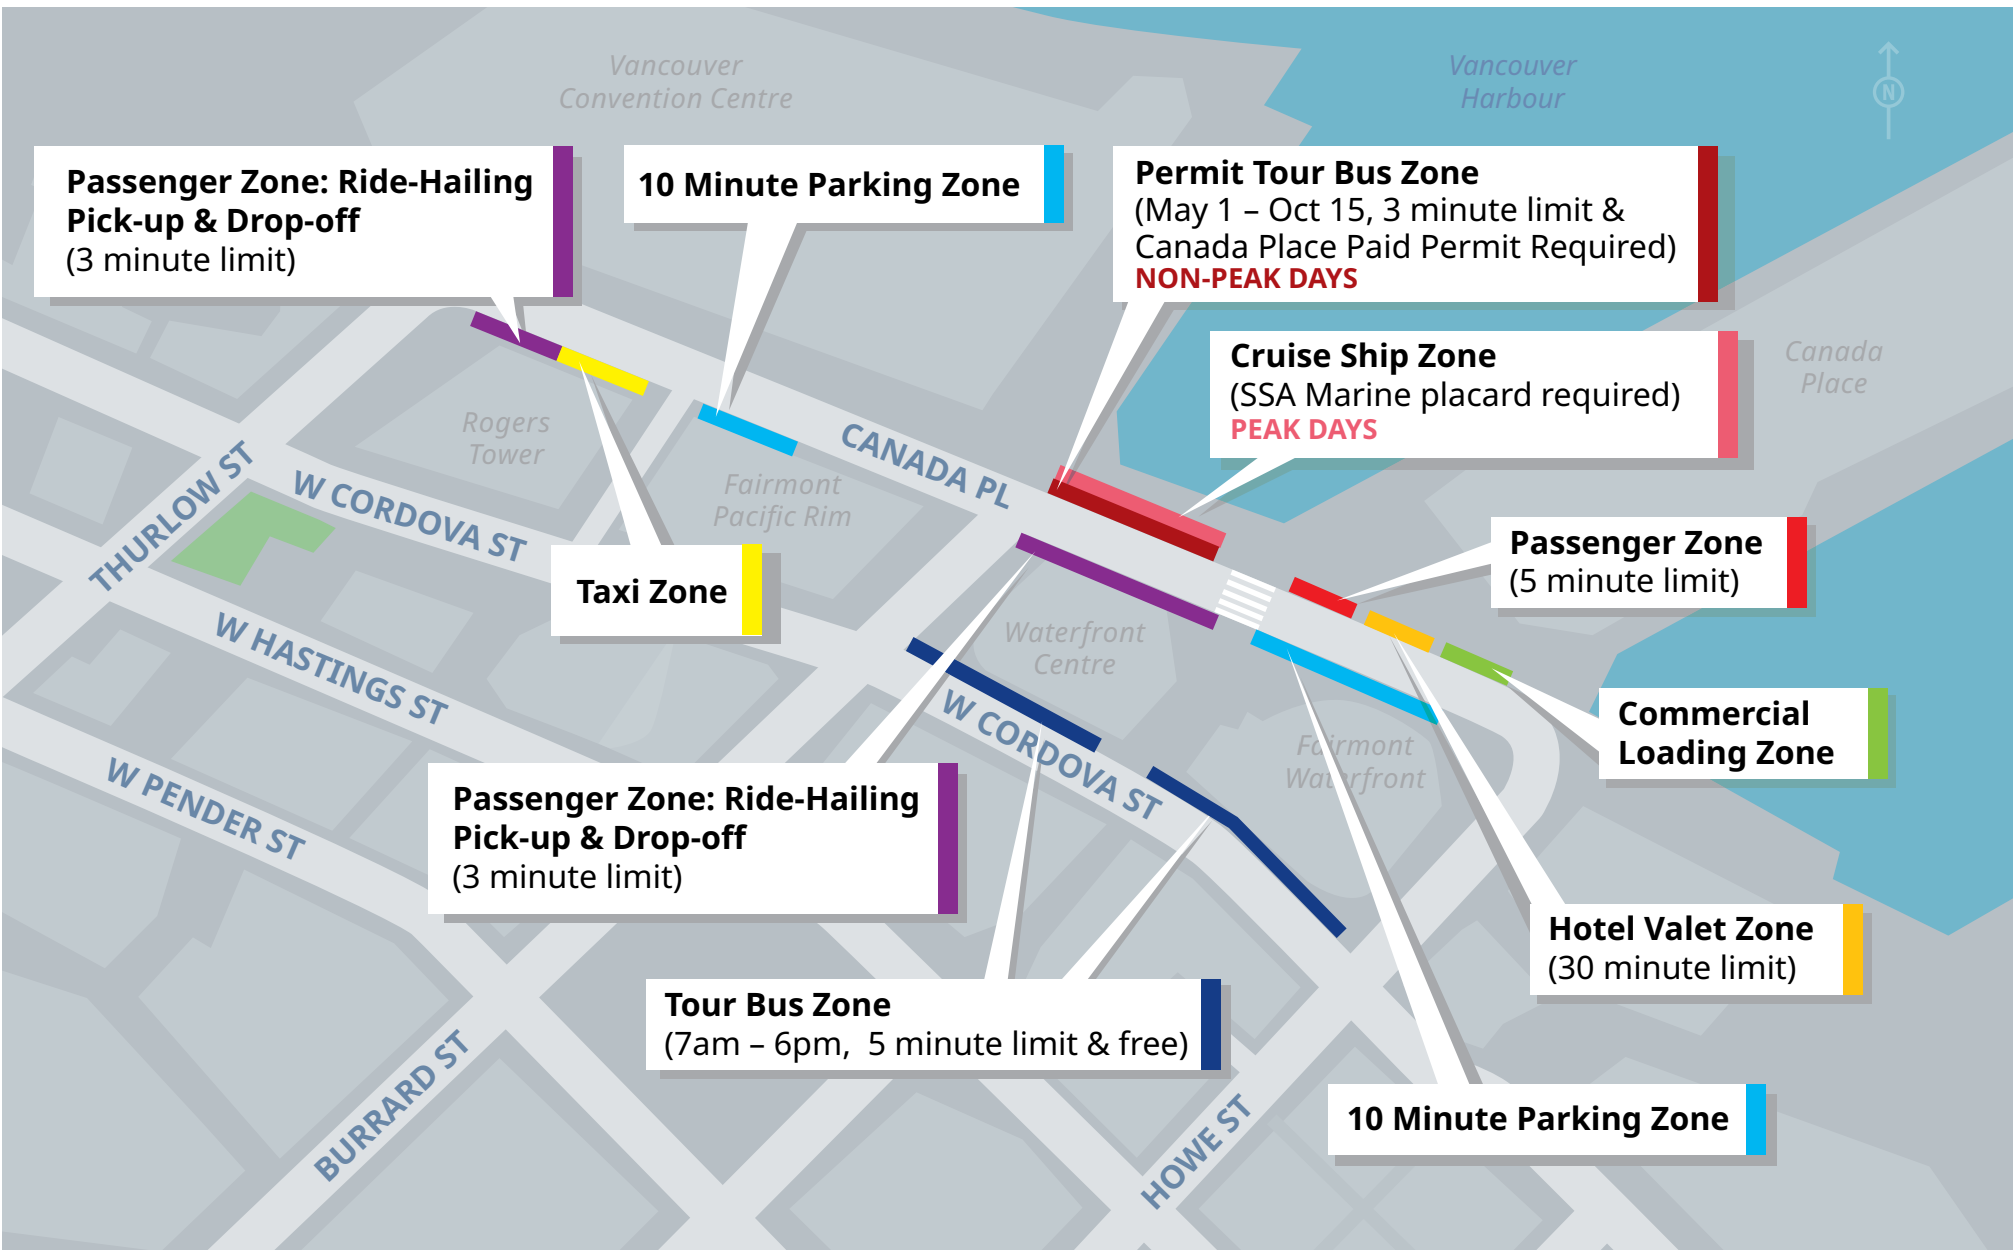 Vancouver
Convention Centre
Vancouver
Harbour
N
Passenger Zone: Ride-Hailing
Pick-up & Drop-off
(3 minute limit)
10 Minute Parking Zone
Permit Tour Bus Zone
(May 1 – Oct 15, 3 minute limit &
Canada Place Paid Permit Required)
NON-PEAK DAYS
Cruise Ship Zone
(SSA Marine placard required)
PEAK DAYS
Canada
Place
Rogers
Tower
CANADA PL
THURLOW ST
W CORDOVA ST
Fairmont
Pacific Rim
Passenger Zone
(5 minute limit)
Taxi Zone
W HASTINGS ST
Waterfront
Centre
W CORDOVA ST
Commercial
Loading Zone
Fairmont
Waterfront
W PENDER ST
Passenger Zone: Ride-Hailing
Pick-up & Drop-off
(3 minute limit)
Hotel Valet Zone
(30 minute limit)
Tour Bus Zone
(7am – 6pm,  5 minute limit & free)
BURRARD ST
HOWE ST
10 Minute Parking Zone